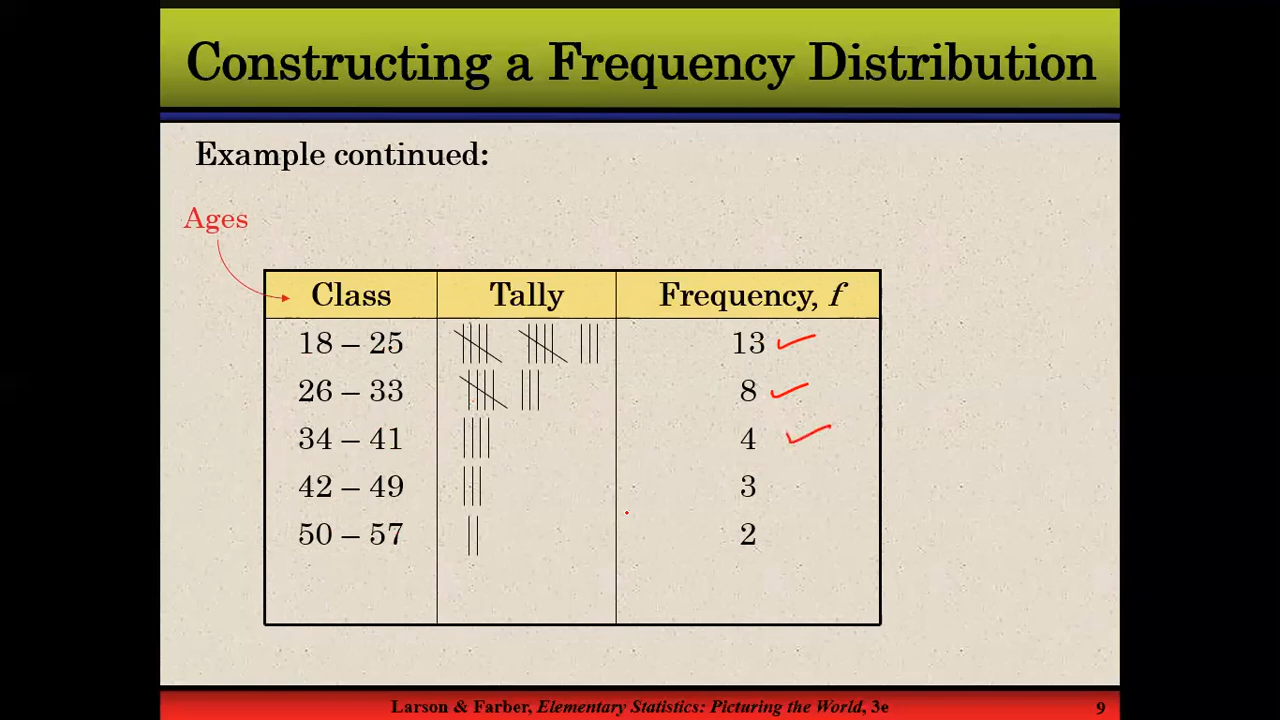 Constructing a Frequency Distribution
Example continued:
Ages
Class Tally Frequency, f
18 – 25 13
26 – 33 8
34 – 41 4
42 – 49 3
50 – 57 2
Larson & Farber, Elementary Statistics: Picturing the World, 3e 9